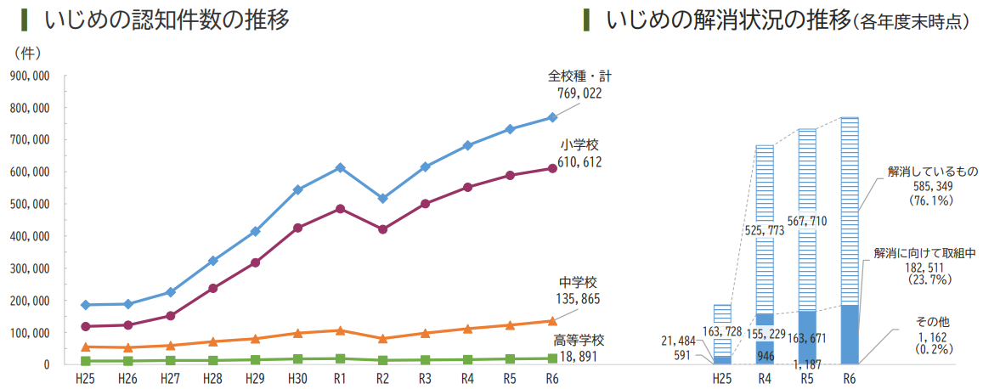 いじめの認知件数の推移
(件)
900,000
800,000
700,000
600,000
500,000
400,000
300,000
200,000
100,000
0
全校種・計
769,022
小学校
610,612
中学校
135,865
高等学校
18,891
H25 H26 H27 H28 H29 H30 R1 R2 R3 R4 R5 R6
いじめの解消状況の推移(各年度末時点)
解消しているもの
585,349
(76.1%)
解消に向けて取組中
182,511
(23.7%)
その他
1,162
(0.2%)
163,728
21,484
591
525,773
155,229
946
567,710
163,671
1,187
H25 R4 R5 R6